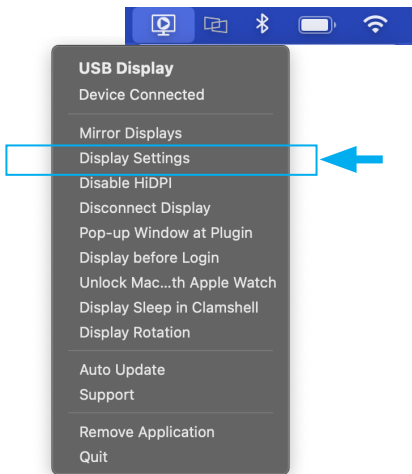 USB Display
Device Connected
Mirror Displays
Display Settings
Disable HiDPI
Disconnect Display
Pop-up Window at Plugin
Display before Login
Unlock Mac...th Apple Watch
Display Sleep in Clamshell
Display Rotation
Auto Update
Support
Remove Application
Quit